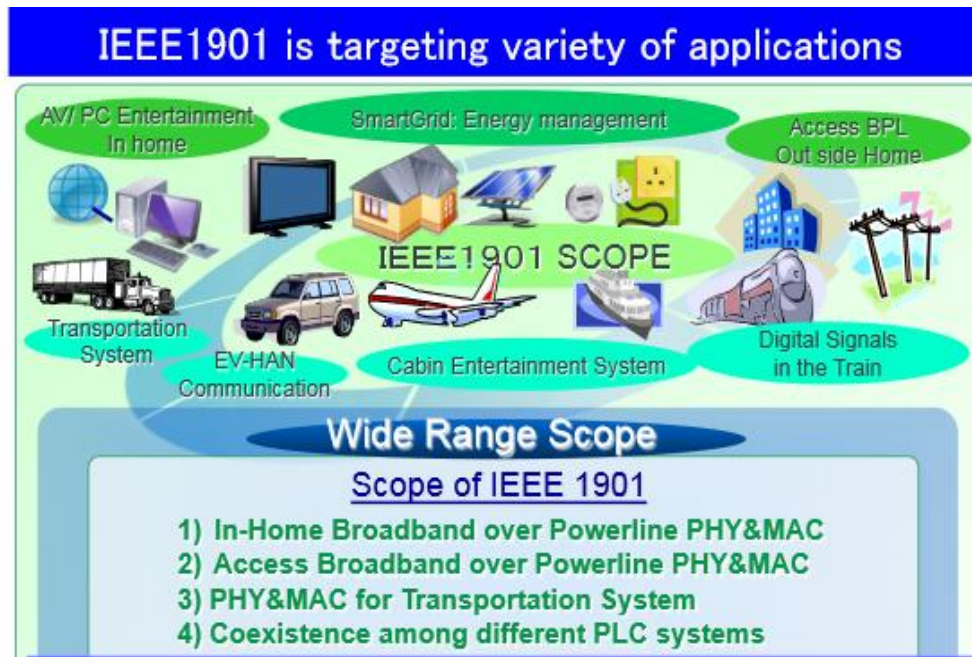 IEEE1901 is targeting variety of applications
AV/ PC Entertainment
In home
SmartGrid: Energy management
Access BPL
Out side Home
IEEE1901 SCOPE
Transportation
System
EV-HAN
Communication
Cabin Entertainment System
Digital Signals
in the Train
Wide Range Scope
Scope of IEEE 1901
1) In-Home Broadband over Powerline PHY&MAC
2) Access Broadband over Powerline PHY&MAC
3) PHY&MAC for Transportation System
4) Coexistence among different PLC systems